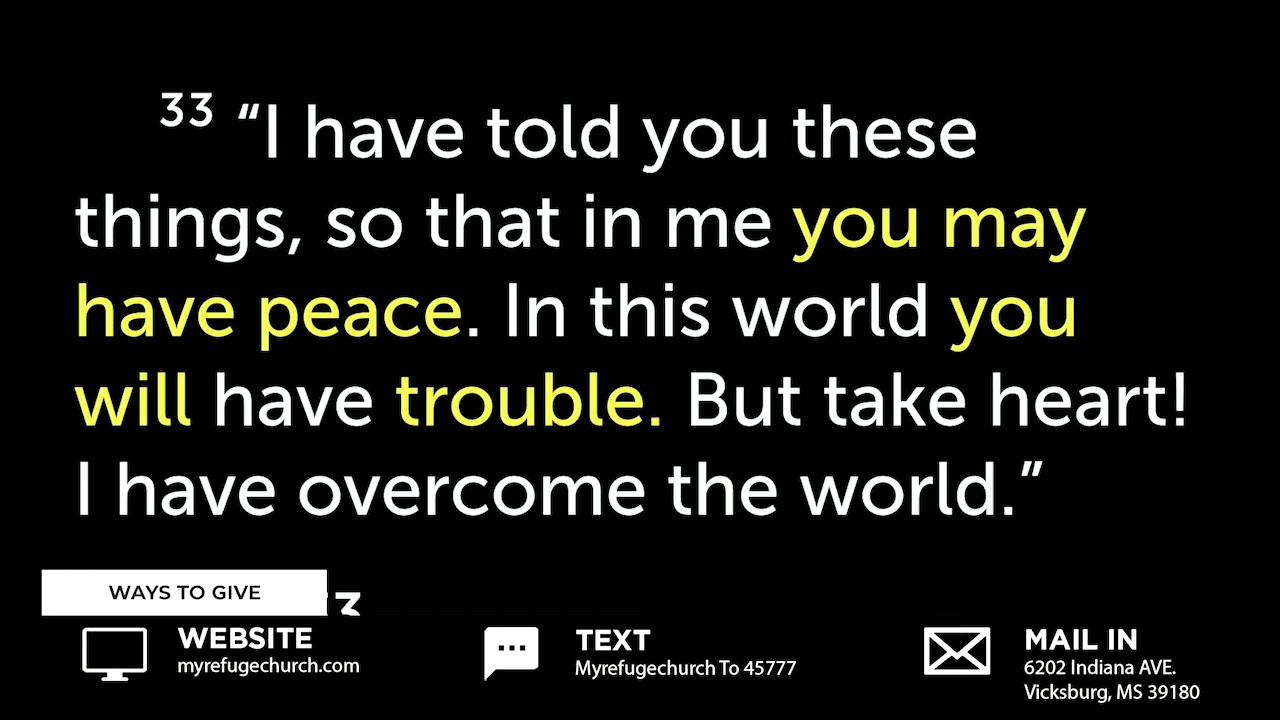 33 “I have told you these
things, so that in me you may
have peace. In this world you
will have trouble. But take heart!
I have overcome the world.”
WAYS TO GIVE
3
WEBSITE
myrefugechurch.com
TEXT
Myrefugechurch To 45777
MAIL IN
6202 Indiana AVE.
Vicksburg, MS 39180